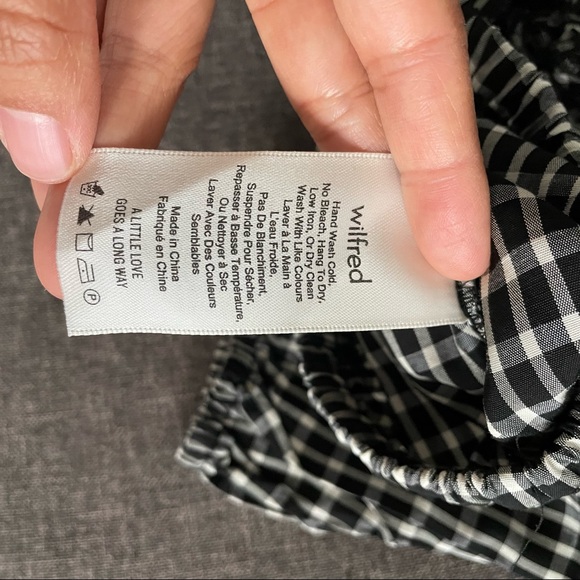 wilfred
Hand Wash Cold
No Bleach, Hang To Dry,
Low Iron, Or Dry Clean
Wash With Like Colours
Laver à La Main à
L'eau Froide,
Pas De Blanchiment,
Suspendre Pour Sécher,
Repasser à Basse Température,
Ou Nettoyer à Sec
Laver Avec Des Couleurs
Semblables
Made in China
Fabriqué en Chine
A LITTLE LOVE
GOES A LONG WAY
P